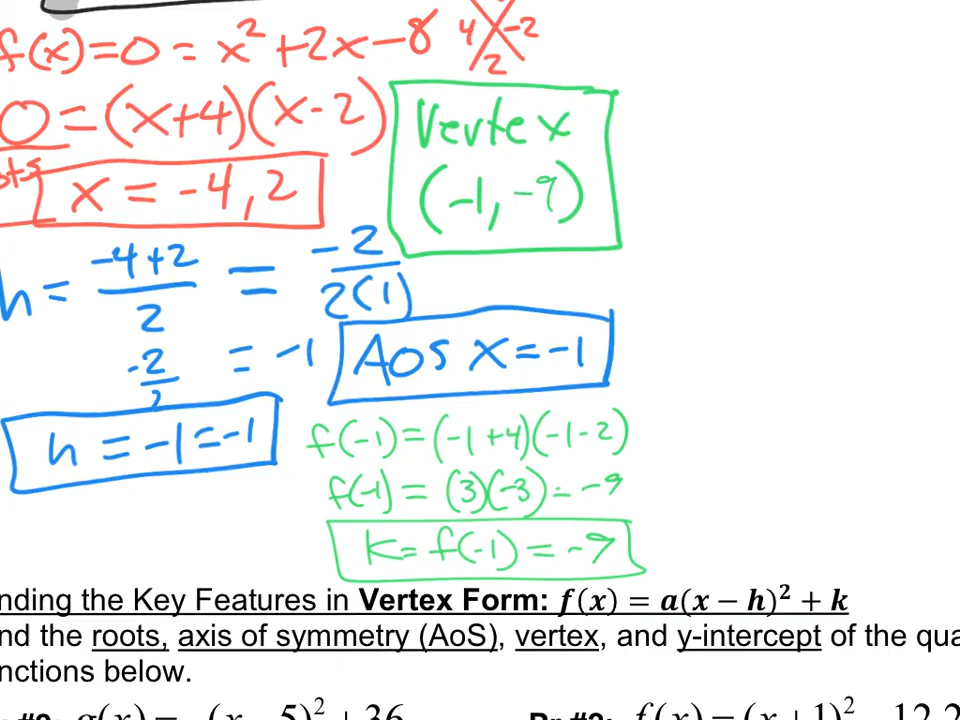 f(x)=0 = x² +2x-8 4 -2 2
0 = (x+4)(x-2)
x = -4, 2
Vertex
(-1, -9)
h = -4+2/2 = -2/2(1)
-2/2 = -1
AOS x=-1
h = -1 = -1
f(-1) = (-1+4)(-1-2)
f(-1) = (3)(-3) = -9
K= f(-1) = -9
nding the Key Features in Vertex Form: f(x) = a(x − h)² + k
nd the roots, axis of symmetry (AoS), vertex, and y-intercept of the qua
nctions below.